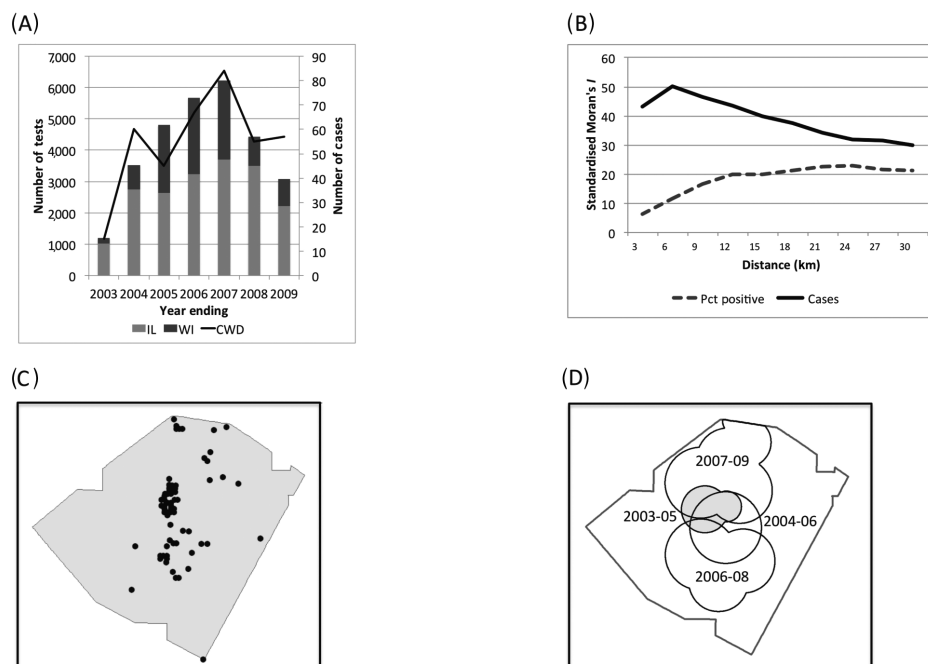 (A)
7,000
6,000
5,000
4,000
3,000
2,000
1,000
0
Number of tests
90
80
70
60
50
40
30
20
10
0
Number of cases
2003 2004 2005 2006 2007 2008 2009
Year ending
IL WI CWD
(B)
60
50
40
30
20
10
0
Standardised Moran's I
3 6 9 12 15 18 21 24 27 30
Distance (km)
Pct positive Cases
(C)
(D)
2007-09
2003-05
2004-06
2006-08